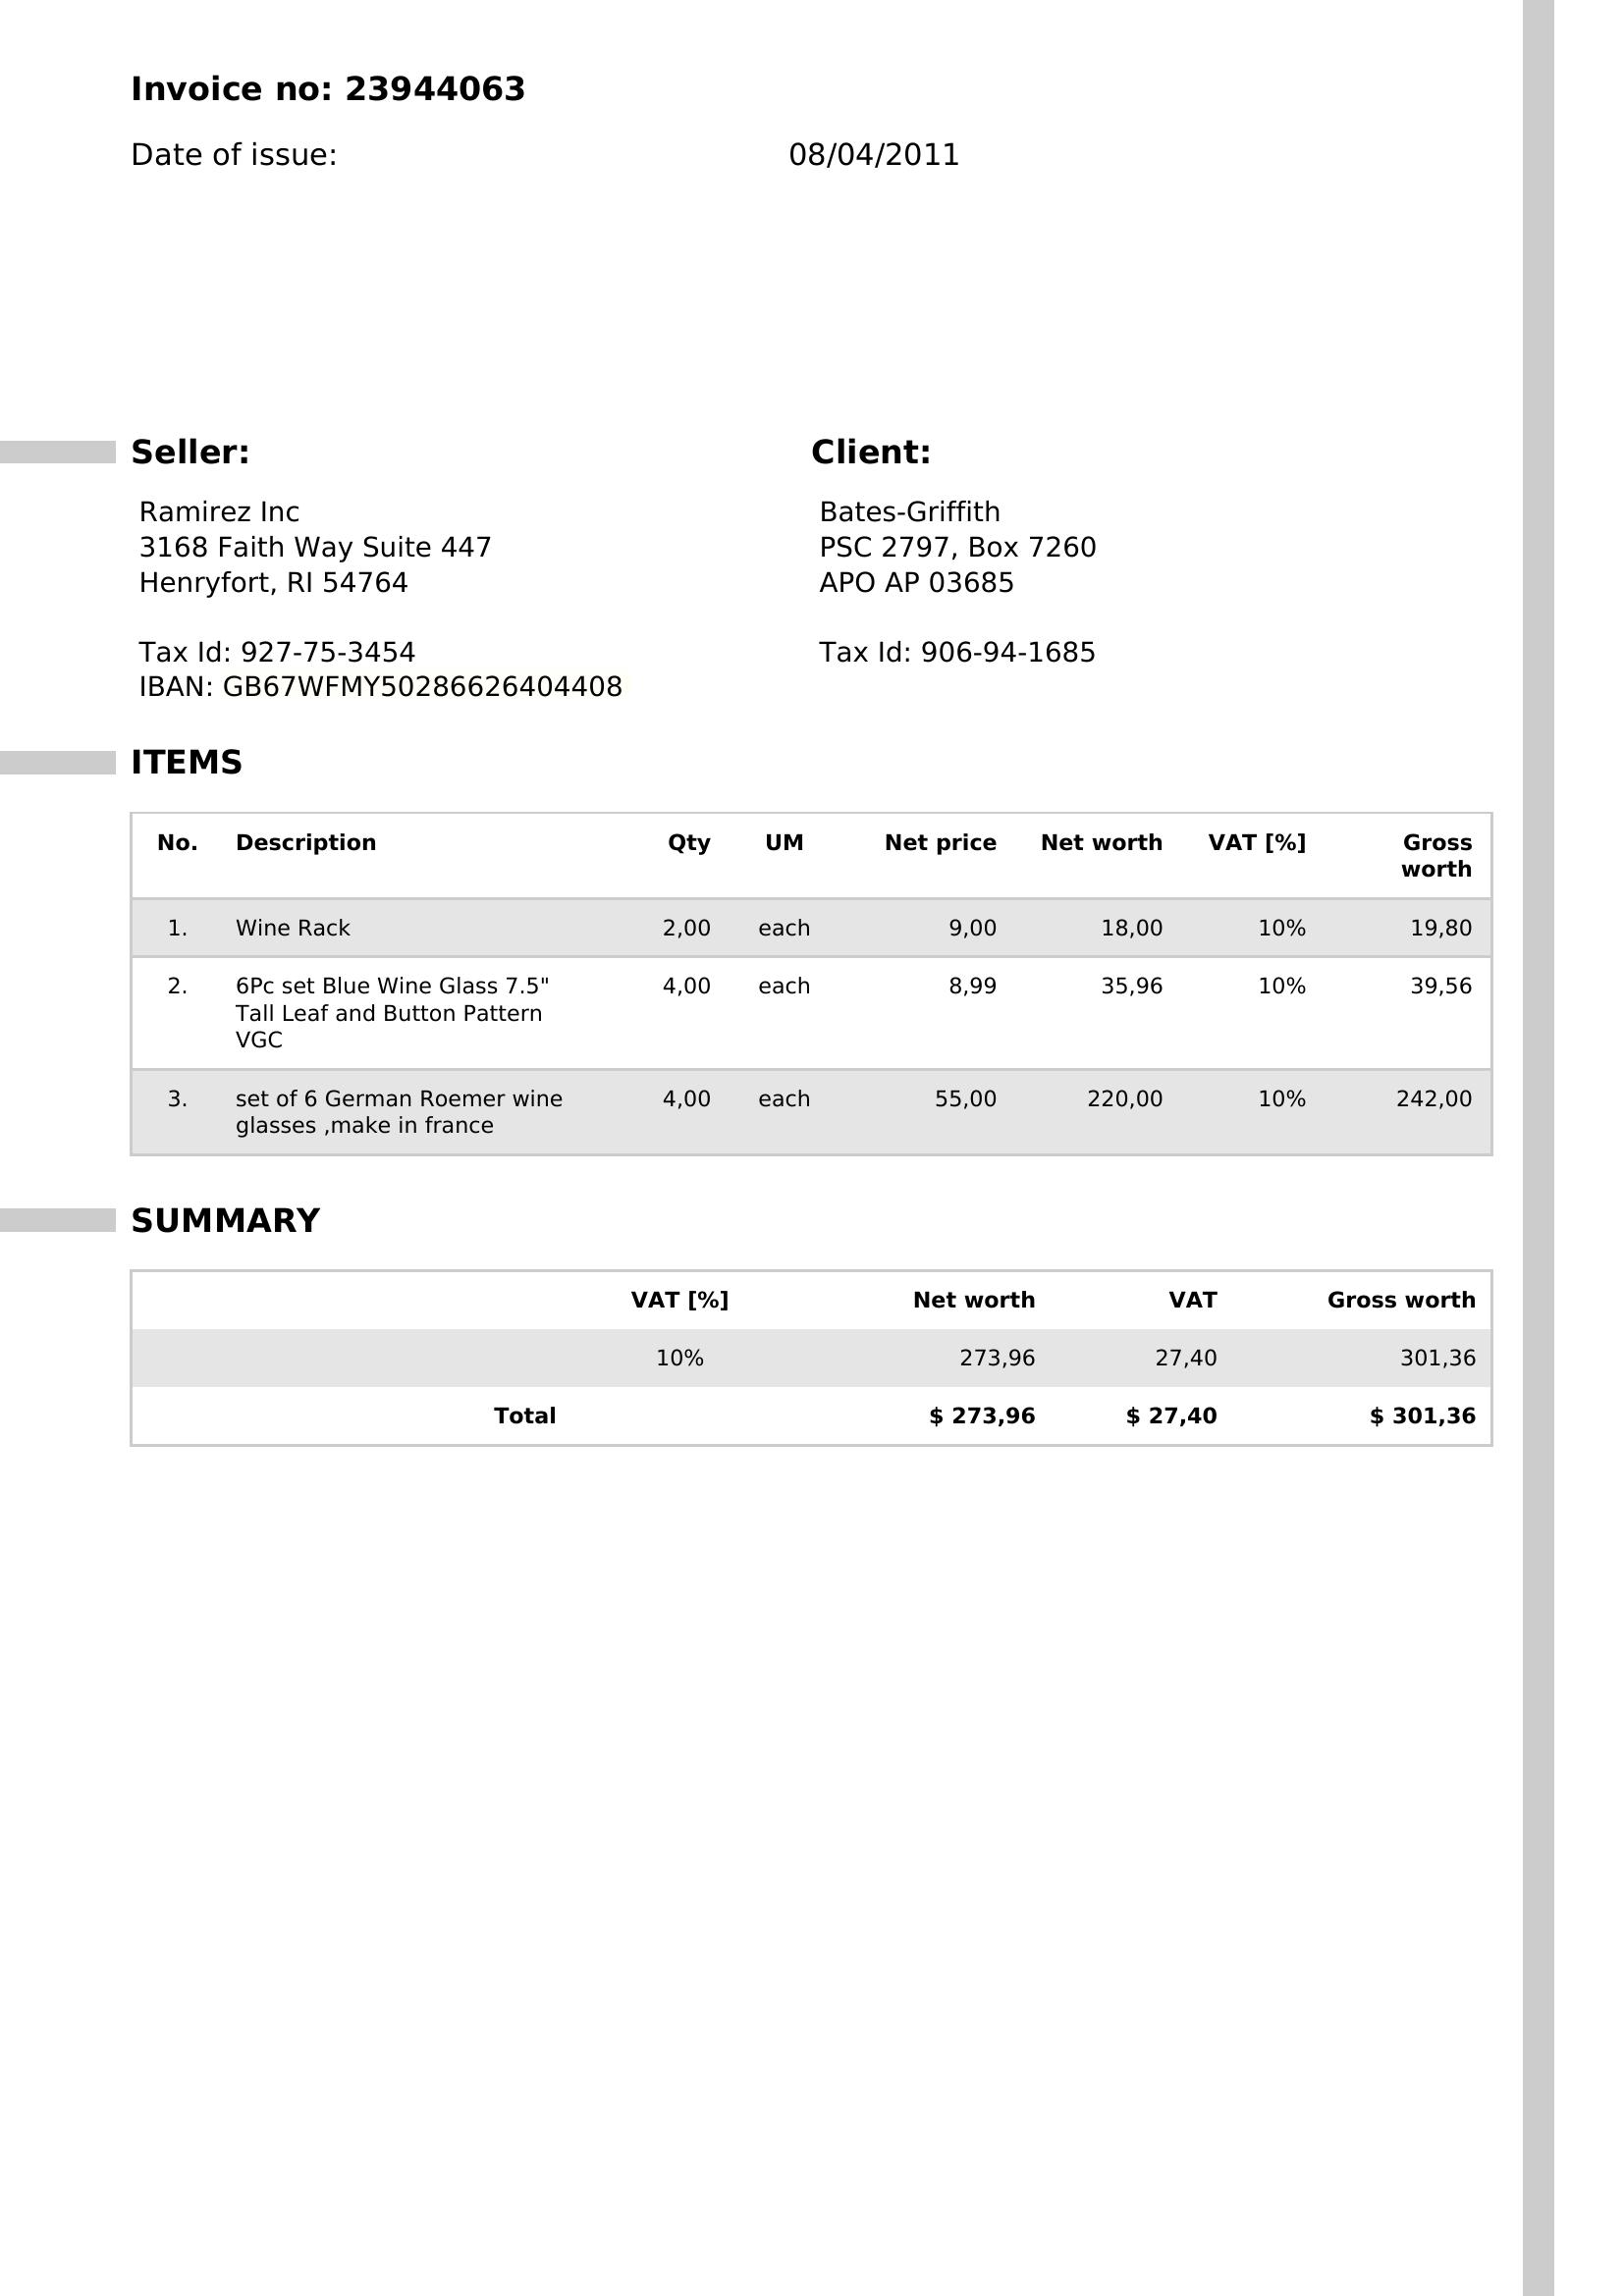 Invoice no: 23944063
Date of issue: 08/04/2011
Seller:
Ramirez Inc
3168 Faith Way Suite 447
Henryfort, RI 54764
Tax Id: 927-75-3454
IBAN: GB67WFMY50286626404408
Client:
Bates-Griffith
PSC 2797, Box 7260
APO AP 03685
Tax Id: 906-94-1685
ITEMS
No. Description Qty UM Net price Net worth VAT [%] Gross
worth
1. Wine Rack 2,00 each 9,00 18,00 10% 19,80
2. 6Pc set Blue Wine Glass 7.5" 4,00 each 8,99 35,96 10% 39,56
Tall Leaf and Button Pattern
VGC
3. set of 6 German Roemer wine 4,00 each 55,00 220,00 10% 242,00
glasses ,make in france
SUMMARY
VAT [%] Net worth VAT Gross worth
10% 273,96 27,40 301,36
Total $ 273,96 $ 27,40 $ 301,36